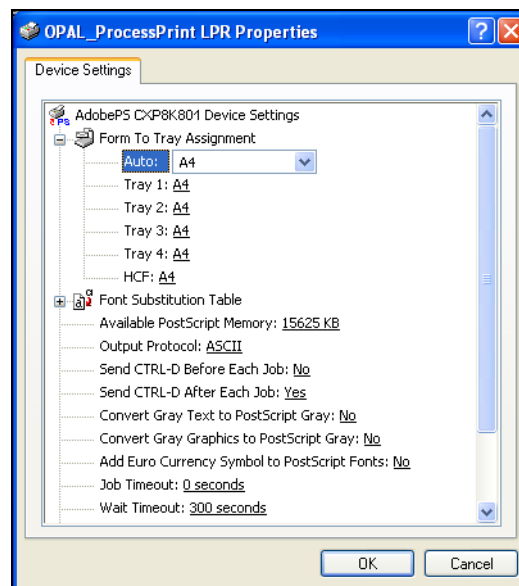 OPAL_ProcessPrint LPR Properties
Device Settings
AdobePS CXP8K801 Device Settings
Form To Tray Assignment
Auto: A4
Tray 1: A4
Tray 2: A4
Tray 3: A4
Tray 4: A4
HCF: A4
Font Substitution Table
Available PostScript Memory: 15625 KB
Output Protocol: ASCII
Send CTRL-D Before Each Job: No
Send CTRL-D After Each Job: Yes
Convert Gray Text to PostScript Gray: No
Convert Gray Graphics to PostScript Gray: No
Add Euro Currency Symbol to PostScript Fonts: No
Job Timeout: 0 seconds
Wait Timeout: 300 seconds
OK Cancel